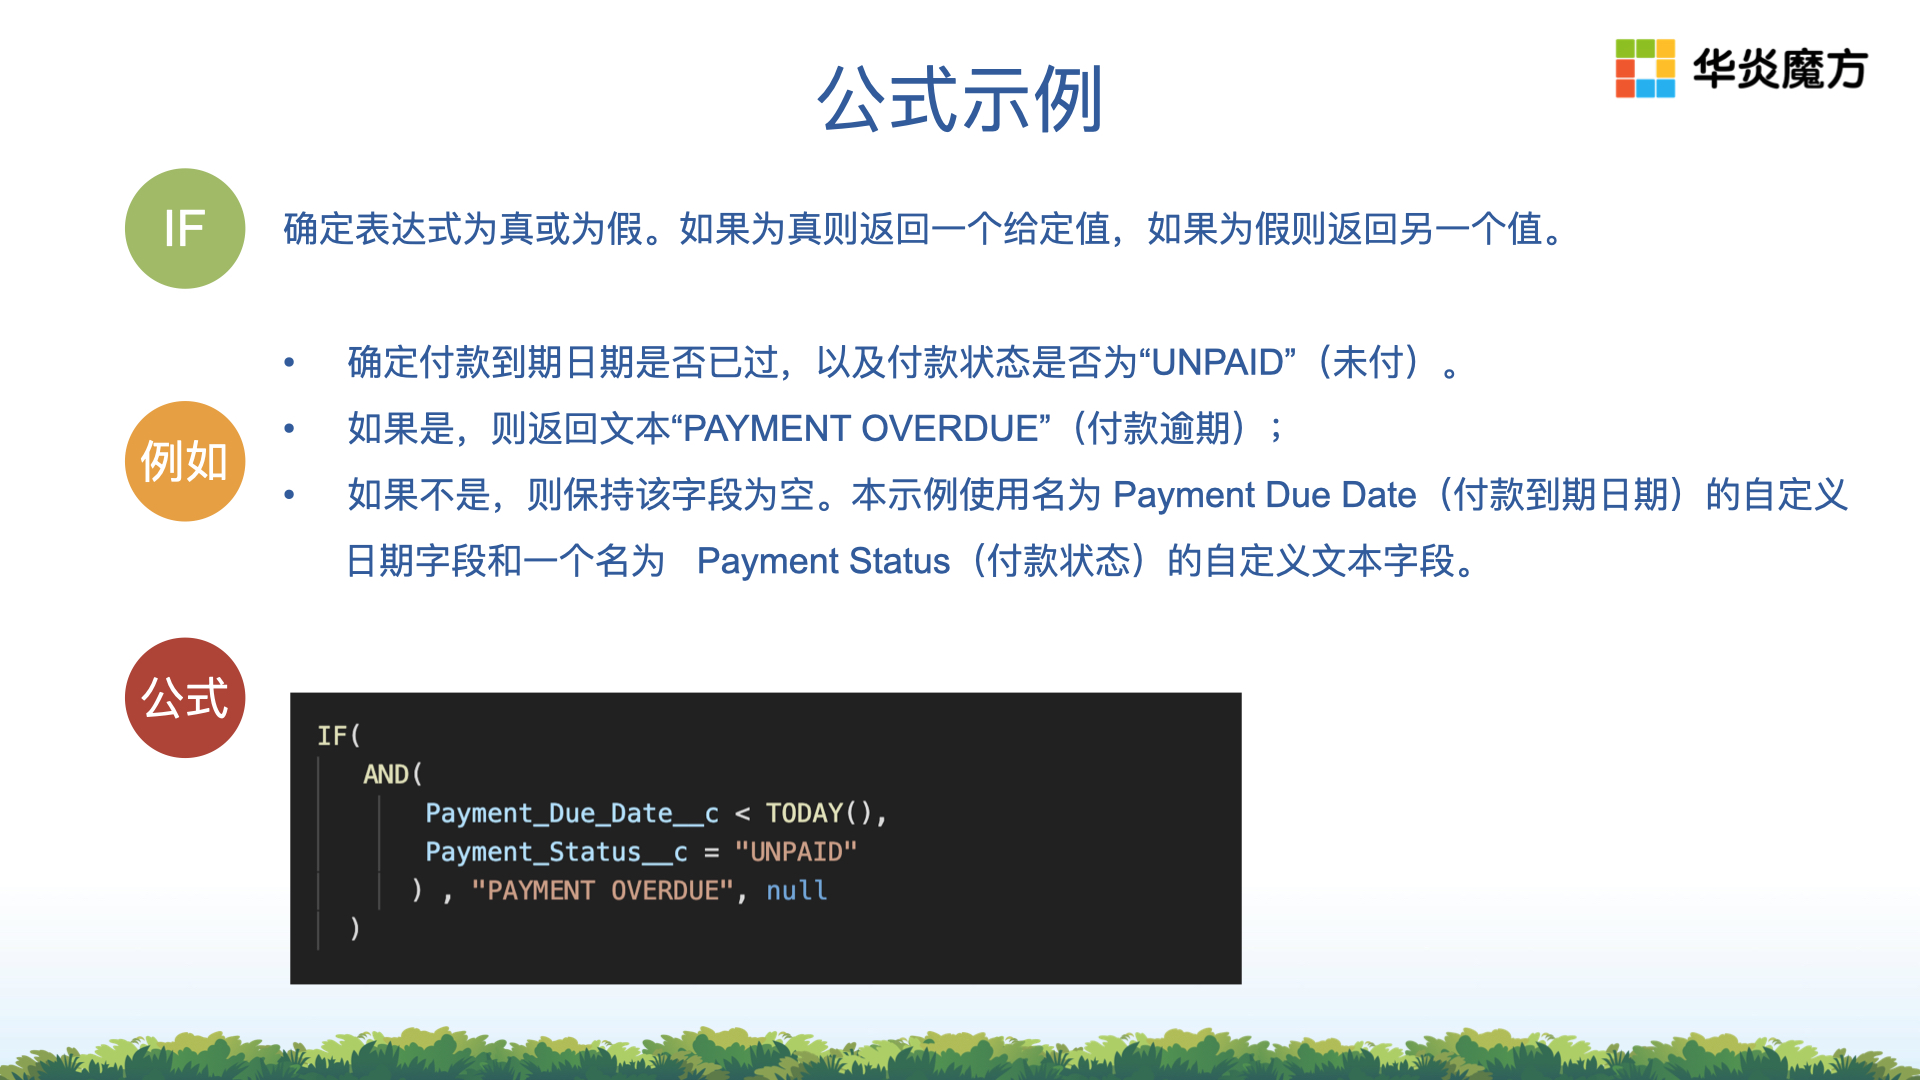 公式示例
华炎魔方
IF
确定表达式为真或为假。如果为真则返回一个给定值，如果为假则返回另一个值。
例如
• 确定付款到期日期是否已过，以及付款状态是否为“UNPAID”（未付）。
• 如果是，则返回文本“PAYMENT OVERDUE”（付款逾期）；
• 如果不是，则保持该字段为空。本示例使用名为 Payment Due Date（付款到期日期）的自定义
日期字段和一个名为 Payment Status（付款状态）的自定义文本字段。
公式
IF(
AND(
Payment_Due_Date__c < TODAY(),
Payment_Status__c = "UNPAID"
) , "PAYMENT OVERDUE", null
)